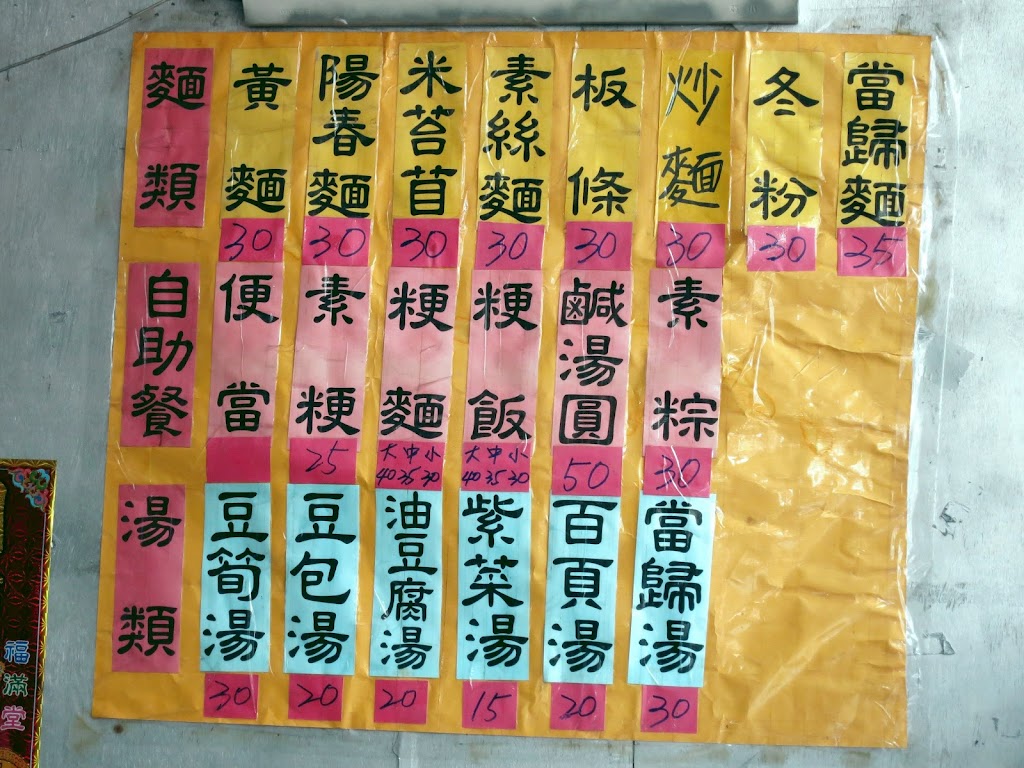 麵類
黃麵
30
陽春麵
30
米苔苜
30
素絲麵
30
板條
30
炒麵
30
冬粉
30
當歸麵
35
自助餐
便當
素粳
25
粳麵
大中小
40 35 30
粳飯
大中小
40 35 30
鹹湯圓
50
素粽
30
湯類
豆筍湯
30
豆包湯
20
油豆腐湯
20
紫菜湯
15
百頁湯
20
當歸湯
30
福滿堂